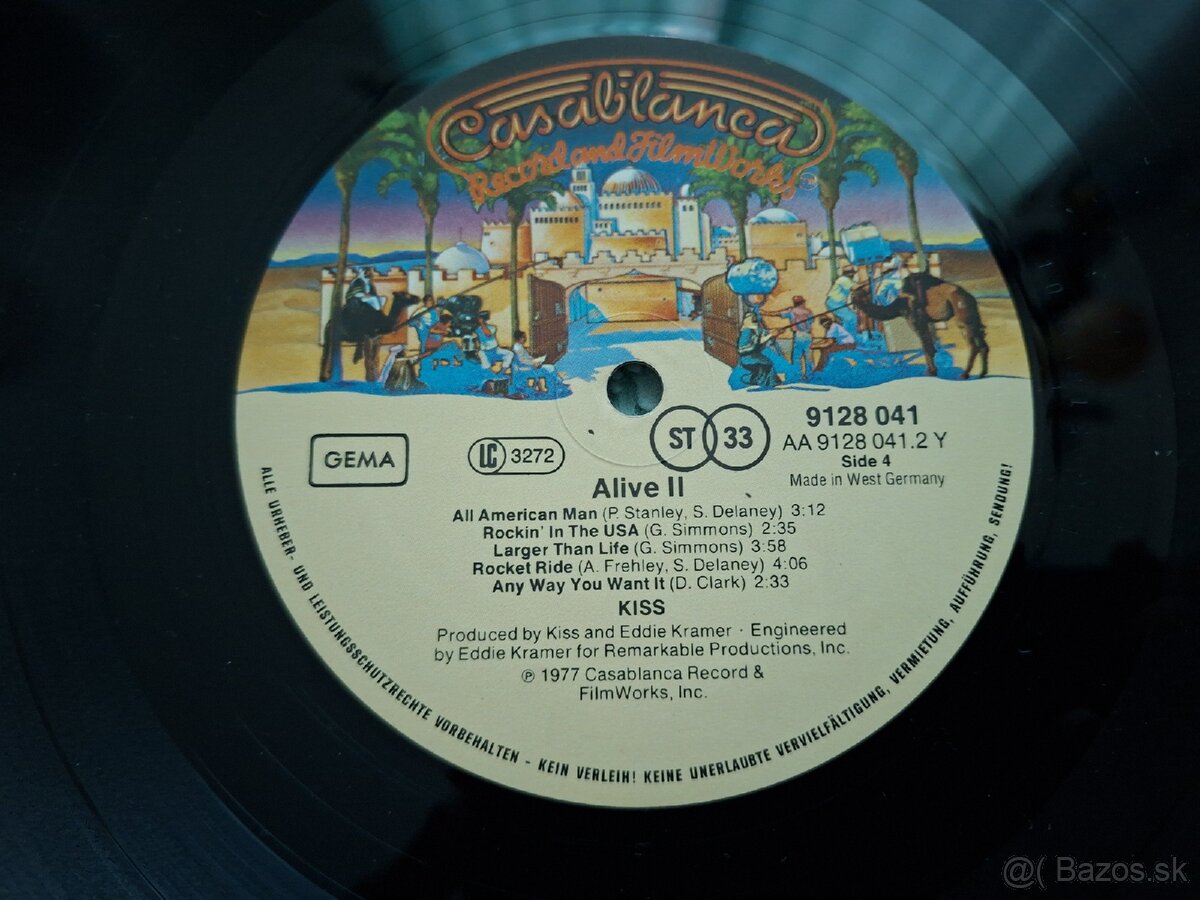 Casablanca
Record and FilmWorks
TM
GEMA
LC 3272
ST 33
9128 041
AA 9128 041.2 Y
Side 4
Made in West Germany
Alive II
All American Man (P. Stanley, S. Delaney) 3:12
Rockin' In The USA (G. Simmons) 2:35
Larger Than Life (G. Simmons) 3:58
Rocket Ride (A. Frehley, S. Delaney) 4:06
Any Way You Want It (D. Clark) 2:33
KISS
Produced by Kiss and Eddie Kramer · Engineered
by Eddie Kramer for Remarkable Productions, Inc.
℗ 1977 Casablanca Record &
FilmWorks, Inc.
ALLE URHEBER- UND LEISTUNGSSCHUTZRECHTE VORBEHALTEN - KEIN VERLEIH! KEINE UNERLAUBTE VERVIELFÄLTIGUNG, VERMIETUNG, AUFFÜHRUNG, SENDUNG!
@( Bazos.sk